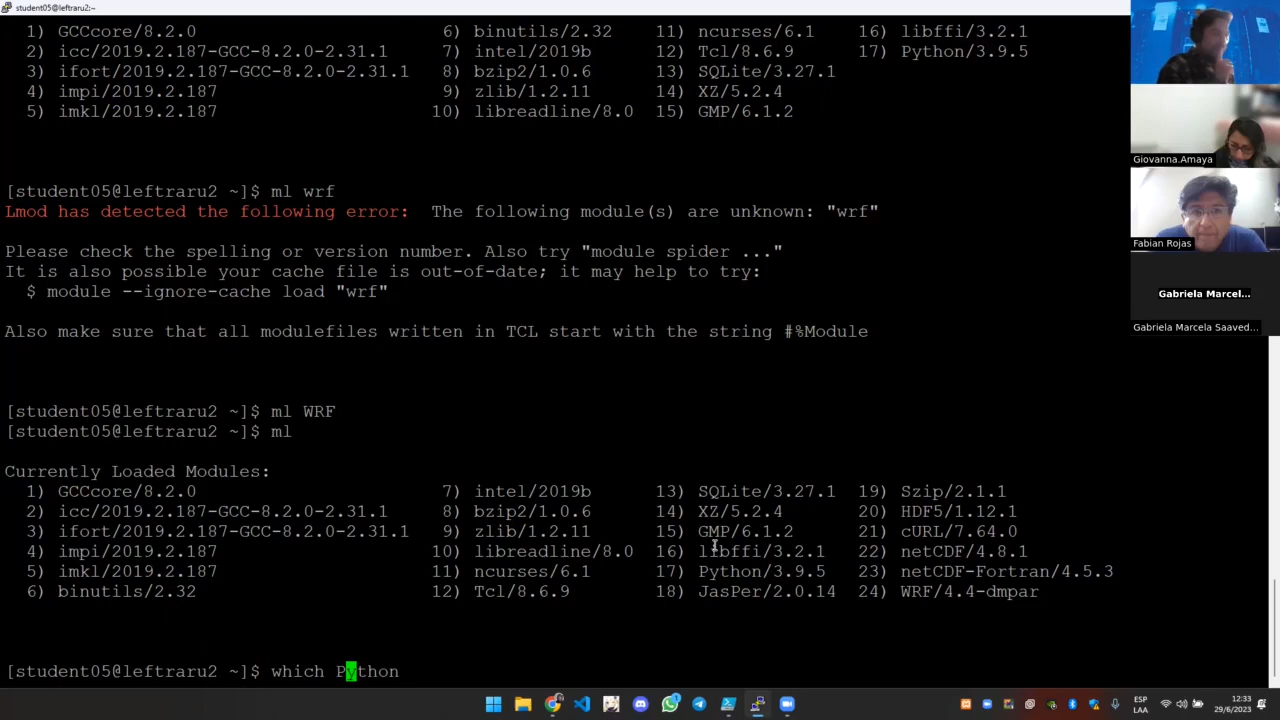 student05@leftraru2:~
1) GCCcore/8.2.0 6) binutils/2.32 11) ncurses/6.1 16) libffi/3.2.1
2) icc/2019.2.187-GCC-8.2.0-2.31.1 7) intel/2019b 12) Tcl/8.6.9 17) Python/3.9.5
3) ifort/2019.2.187-GCC-8.2.0-2.31.1 8) bzip2/1.0.6 13) SQLite/3.27.1
4) impi/2019.2.187 9) zlib/1.2.11 14) XZ/5.2.4
5) imkl/2019.2.187 10) libreadline/8.0 15) GMP/6.1.2
[student05@leftraru2 ~]$ ml wrf
Lmod has detected the following error: The following module(s) are unknown: "wrf"
Please check the spelling or version number. Also try "module spider ..."
It is also possible your cache file is out-of-date; it may help to try:
$ module --ignore-cache load "wrf"
Also make sure that all modulefiles written in TCL start with the string #%Module
[student05@leftraru2 ~]$ ml WRF
[student05@leftraru2 ~]$ ml
Currently Loaded Modules:
1) GCCcore/8.2.0 7) intel/2019b 13) SQLite/3.27.1 19) Szip/2.1.1
2) icc/2019.2.187-GCC-8.2.0-2.31.1 8) bzip2/1.0.6 14) XZ/5.2.4 20) HDF5/1.12.1
3) ifort/2019.2.187-GCC-8.2.0-2.31.1 9) zlib/1.2.11 15) GMP/6.1.2 21) cURL/7.64.0
4) impi/2019.2.187 10) libreadline/8.0 16) libffi/3.2.1 22) netCDF/4.8.1
5) imkl/2019.2.187 11) ncurses/6.1 17) Python/3.9.5 23) netCDF-Fortran/4.5.3
6) binutils/2.32 12) Tcl/8.6.9 18) JasPer/2.0.14 24) WRF/4.4-dmpar
[student05@leftraru2 ~]$ which Python
Giovanna.Amaya
Fabian Rojas
Gabriela Marcel...
Gabriela Marcela Saaved...
ESP
LAA
12:33
29/6/2023